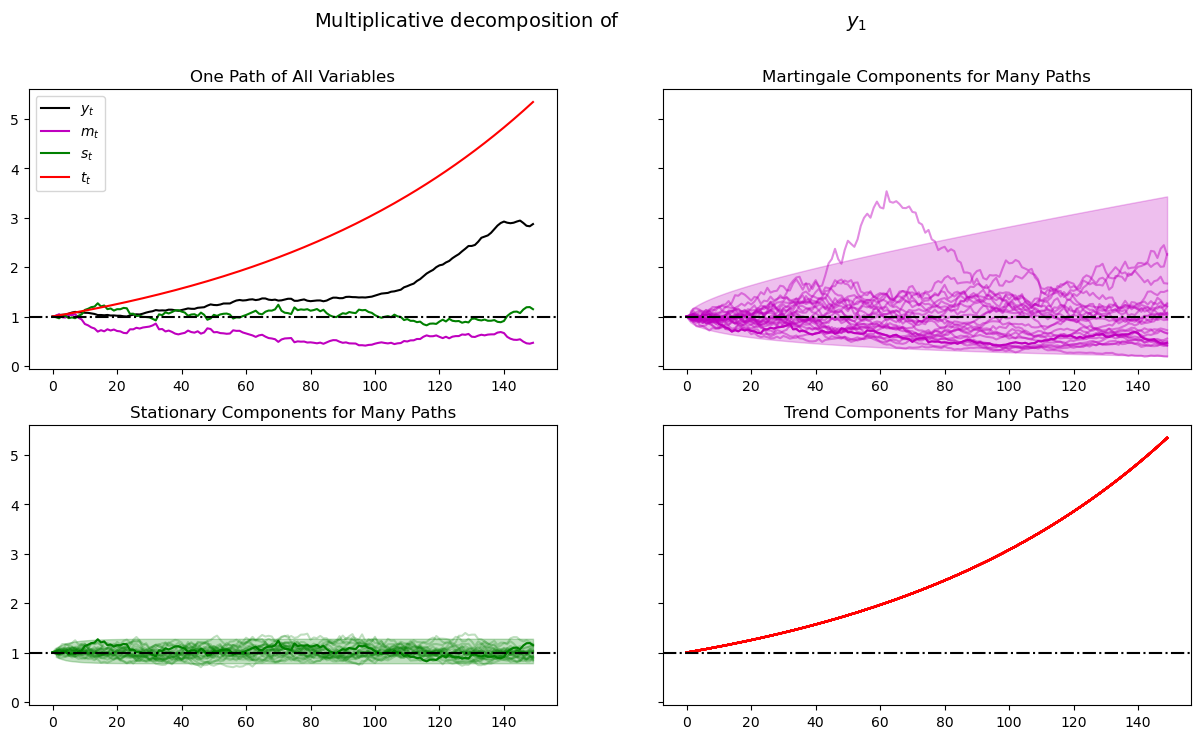 Multiplicative decomposition of y₁
One Path of All Variables
Martingale Components for Many Paths
yₜ
mₜ
sₜ
tₜ
5
4
3
2
1
0
0 20 40 60 80 100 120 140
0 20 40 60 80 100 120 140
Stationary Components for Many Paths
Trend Components for Many Paths
5
4
3
2
1
0
0 20 40 60 80 100 120 140
0 20 40 60 80 100 120 140